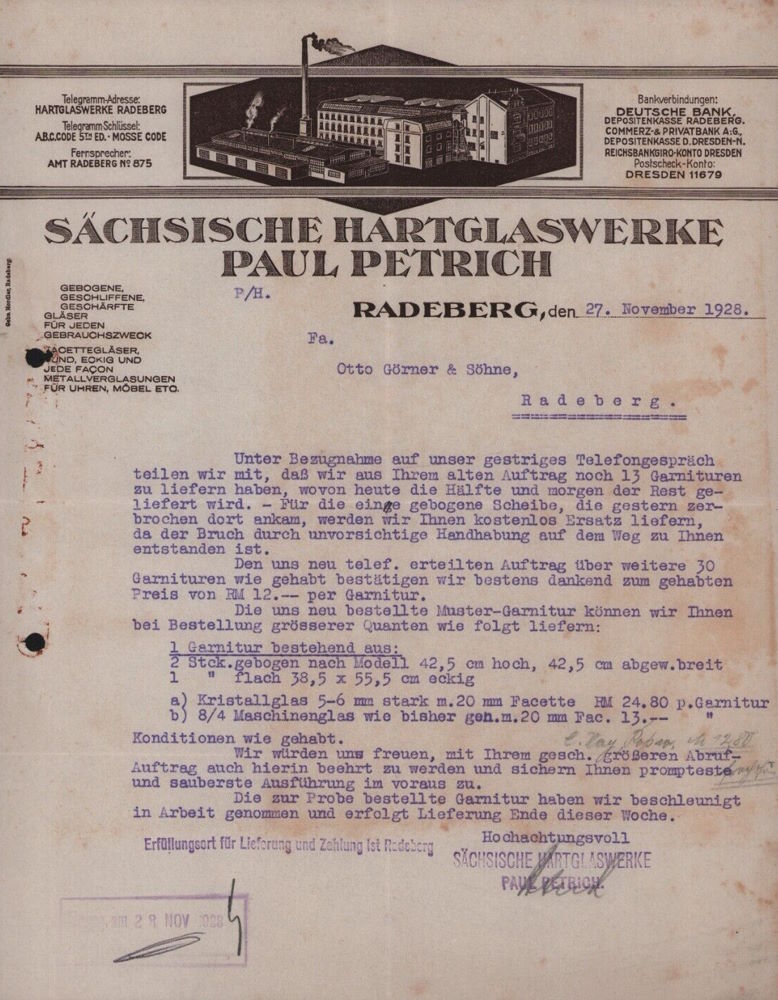 Telegramm-Adresse:
HARTGLASWERKE RADEBERG
Telegramm-Schlüssel:
A.B.C.CODE 5TH ED. · MOSSE CODE
Fernsprecher:
AMT RADEBERG Nº 875
Bankverbindungen:
DEUTSCHE BANK,
DEPOSITENKASSE RADEBERG.
COMMERZ-& PRIVATBANK A:G.,
DEPOSITENKASSE D. DRESDEN-N.
REICHSBANKGIRO-KONTO DRESDEN
Postscheck-Konto:
DRESDEN 11679
SÄCHSISCHE HARTGLASWERKE
PAUL PETRICH
P/H.
RADEBERG, den 27. November 1928.
Gebr. Hordler, Radeberg.
GEBOGENE,
GESCHLIFFENE,
GESCHÄRFTE
GLÄSER
FÜR JEDEN
GEBRAUCHSZWECK
FACETTEGLÄSER,
RUND, ECKIG UND
JEDE FAÇON
METALLVERGLASUNGEN
FÜR UHREN, MÖBEL ETC.
Fa.
Otto Görner & Söhne,
Radeberg.
Unter Bezugnahme auf unser gestriges Telefongespräch
teilen wir mit, daß wir aus Ihrem alten Auftrag noch 13 Garnituren
zu liefern haben, wovon heute die Hälfte und morgen der Rest ge-
liefert wird. - Für die eine gebogene Scheibe, die gestern zer-
brochen dort ankam, werden wir Ihnen kostenlos Ersatz liefern,
da der Bruch durch unvorsichtige Handhabung auf dem Weg zu Ihnen
entstanden ist.
Den uns neu telef. erteilten Auftrag über weitere 30
Garnituren wie gehabt bestätigen wir bestens dankend zum gehabten
Preis von RM 12.-- per Garnitur.
Die uns neu bestellte Muster-Garnitur können wir Ihnen
bei Bestellung grösserer Quanten wie folgt liefern:
1 Garnitur bestehend aus:
2 Stck.gebogen nach Modell 42,5 cm hoch, 42,5 cm abgew.breit
1 " flach 38,5 x 55,5 cm eckig
a) Kristallglas 5-6 mm stark m.20 mm Facette RM 24.80 p.Garnitur
b) 8/4 Maschinenglas wie bisher geh.m.20 mm Fac. 13.-- "
Konditionen wie gehabt.
Wir würden uns freuen, mit Ihrem gesch. größeren Abruf-
Auftrag auch hierin beehrt zu werden und sichern Ihnen prompteste
und sauberste Ausführung im voraus zu.
Die zur Probe bestellte Garnitur haben wir beschleunigt
in Arbeit genommen und erfolgt Lieferung Ende dieser Woche.
Hochachtungsvoll
Erfüllungsort für Lieferung und Zahlung ist Radeberg
SÄCHSISCHE HARTGLASWERKE
PAUL PETRICH.
28 NOV 1928